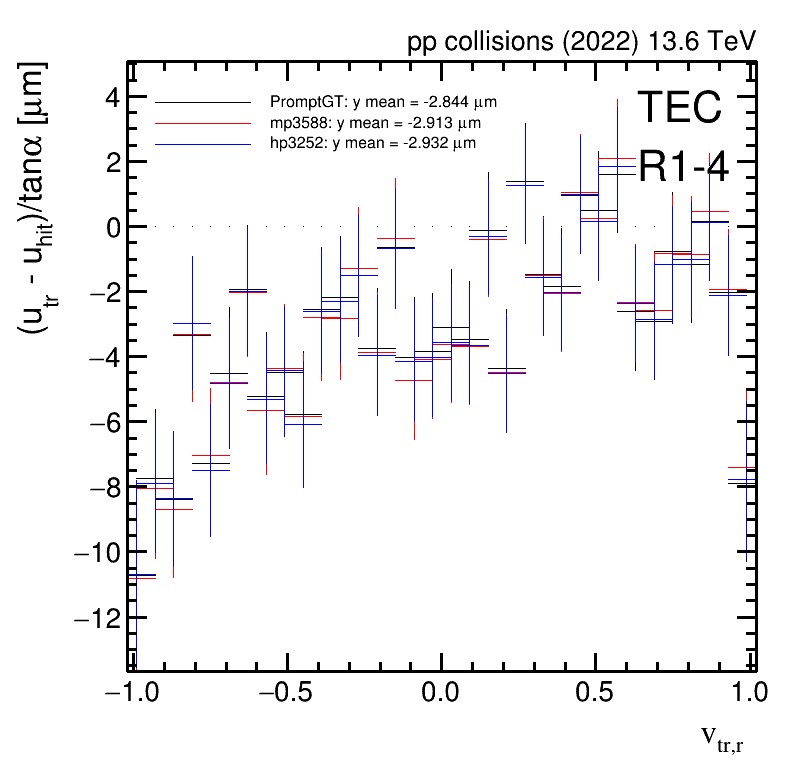 pp collisions (2022) 13.6 TeV
(u_tr - u_hit)/tanα [μm]
PromptGT: y mean = -2.844 μm
mp3588: y mean = -2.913 μm
hp3252: y mean = -2.932 μm
TEC
R1-4
4
2
0
−2
−4
−6
−8
−10
−12
−1.0 −0.5 0.0 0.5 1.0
v_tr,r